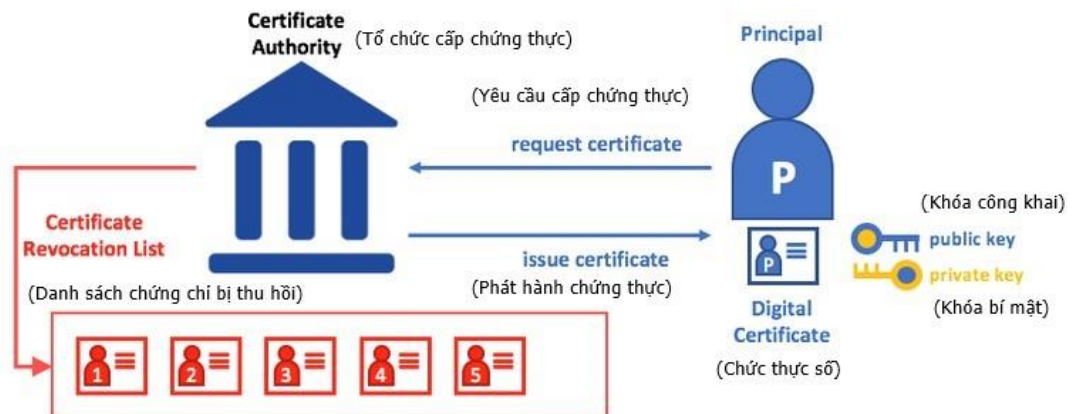 Certificate
Authority
(Tổ chức cấp chứng thực)
Principal
(Yêu cầu cấp chứng thực)
request certificate
P
(Khóa công khai)
Certificate
Revocation List
public key
issue certificate
P
private key
(Danh sách chứng chỉ bị thu hồi)
(Phát hành chứng thực)
(Khóa bí mật)
Digital
Certificate
(Chức thực số)
1 2 3 4 5